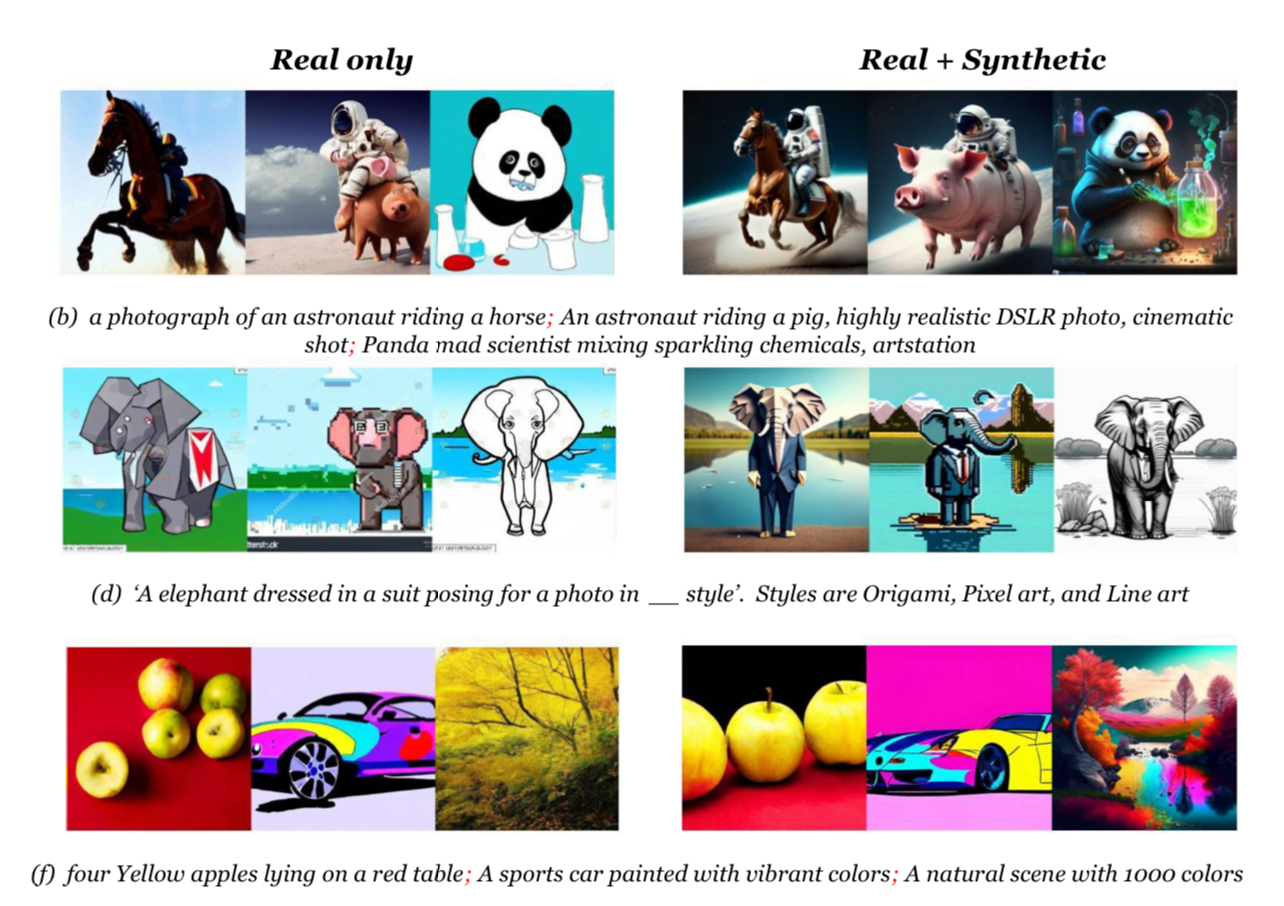 Real only
Real + Synthetic
(b) a photograph of an astronaut riding a horse; An astronaut riding a pig, highly realistic DSLR photo, cinematic
shot; Panda mad scientist mixing sparkling chemicals, artstation
(d) ‘A elephant dressed in a suit posing for a photo in __ style’. Styles are Origami, Pixel art, and Line art
(f) four Yellow apples lying on a red table; A sports car painted with vibrant colors; A natural scene with 1000 colors